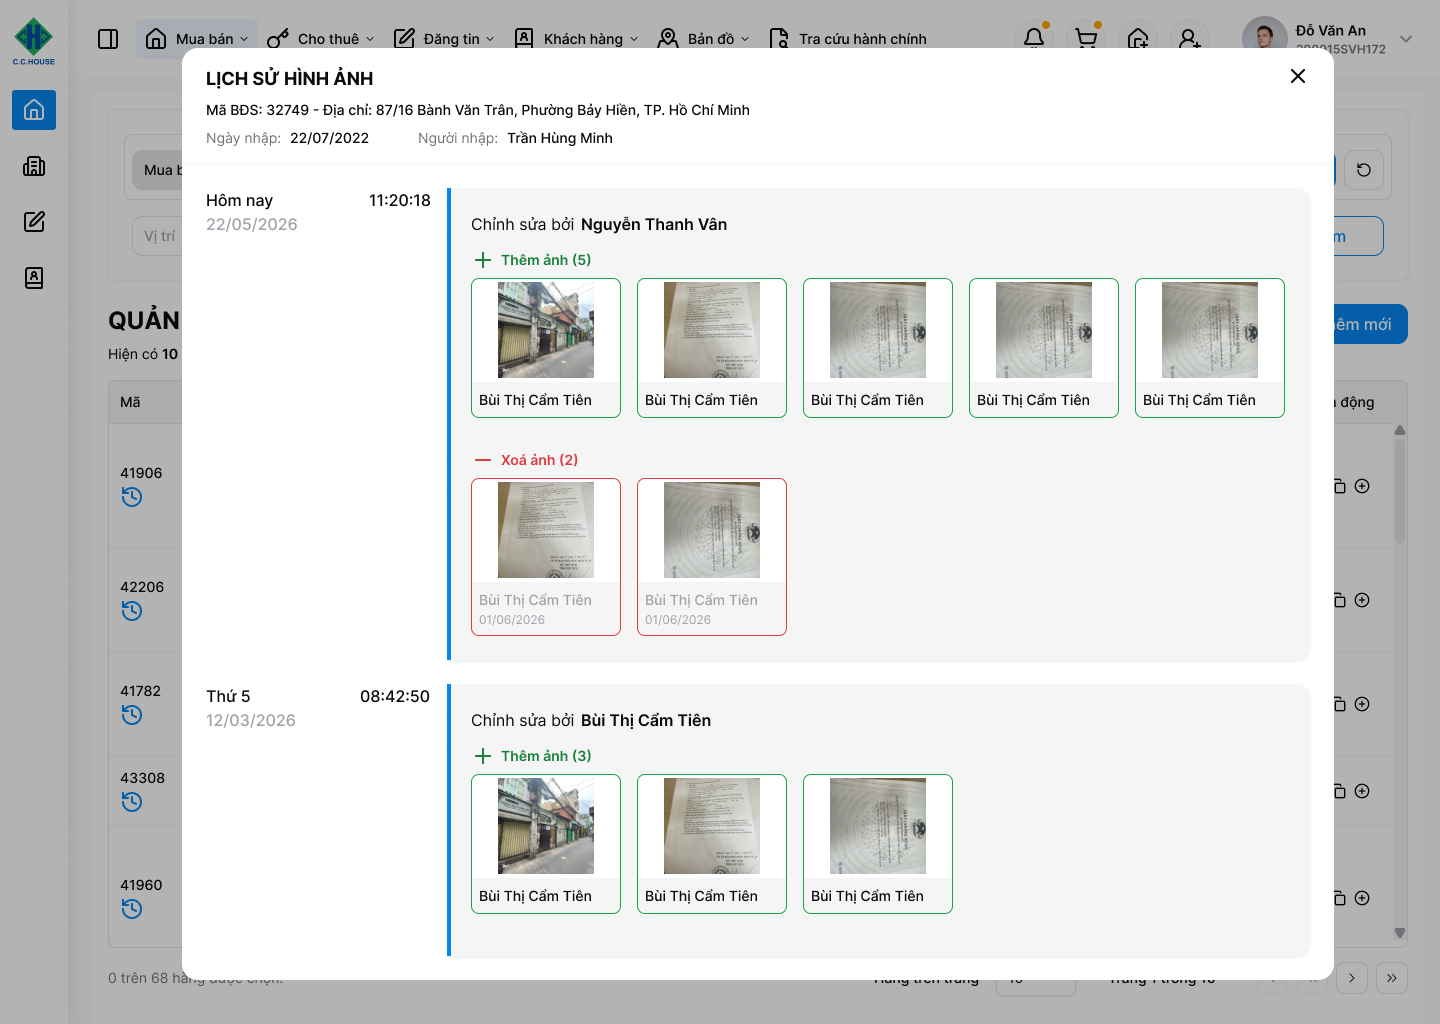 C.C.HOUSE
Mua bán
Cho thuê
Đăng tin
Khách hàng
Bản đồ
Tra cứu hành chính
Đỗ Văn An
LỊCH SỬ HÌNH ẢNH
Mã BĐS: 32749 - Địa chỉ: 87/16 Bành Văn Trân, Phường Bảy Hiền, TP. Hồ Chí Minh
Ngày nhập: 22/07/2022 Người nhập: Trần Hùng Minh
Mua
Vị trí
QUẢN
Hiện có 10
Mã
41906
42206
41782
43308
41960
mới
động
Hôm nay 11:20:18
22/05/2026
Chỉnh sửa bởi Nguyễn Thanh Vân
Thêm ảnh (5)
Bùi Thị Cẩm Tiên Bùi Thị Cẩm Tiên Bùi Thị Cẩm Tiên Bùi Thị Cẩm Tiên Bùi Thị Cẩm Tiên
Xoá ảnh (2)
Bùi Thị Cẩm Tiên Bùi Thị Cẩm Tiên
01/06/2026 01/06/2026
Thứ 5 08:42:50
12/03/2026
Chỉnh sửa bởi Bùi Thị Cẩm Tiên
Thêm ảnh (3)
Bùi Thị Cẩm Tiên Bùi Thị Cẩm Tiên Bùi Thị Cẩm Tiên
0 trên 68 hàng được chọn.